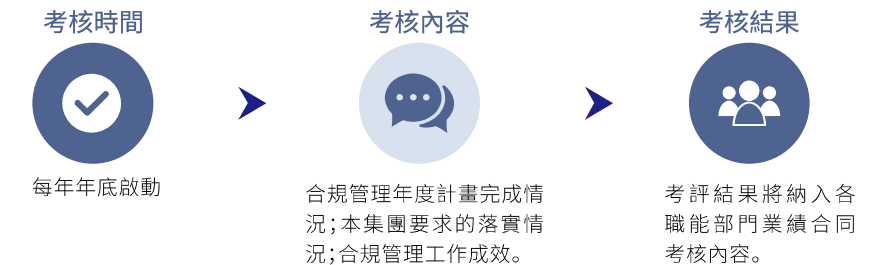 考核時間
每年年底啟動
考核內容
合規管理年度計畫完成情
況；本集團要求的落實情
況；合規管理工作成效。
考核結果
考評結果將納入各
職能部門業績合同
考核內容。